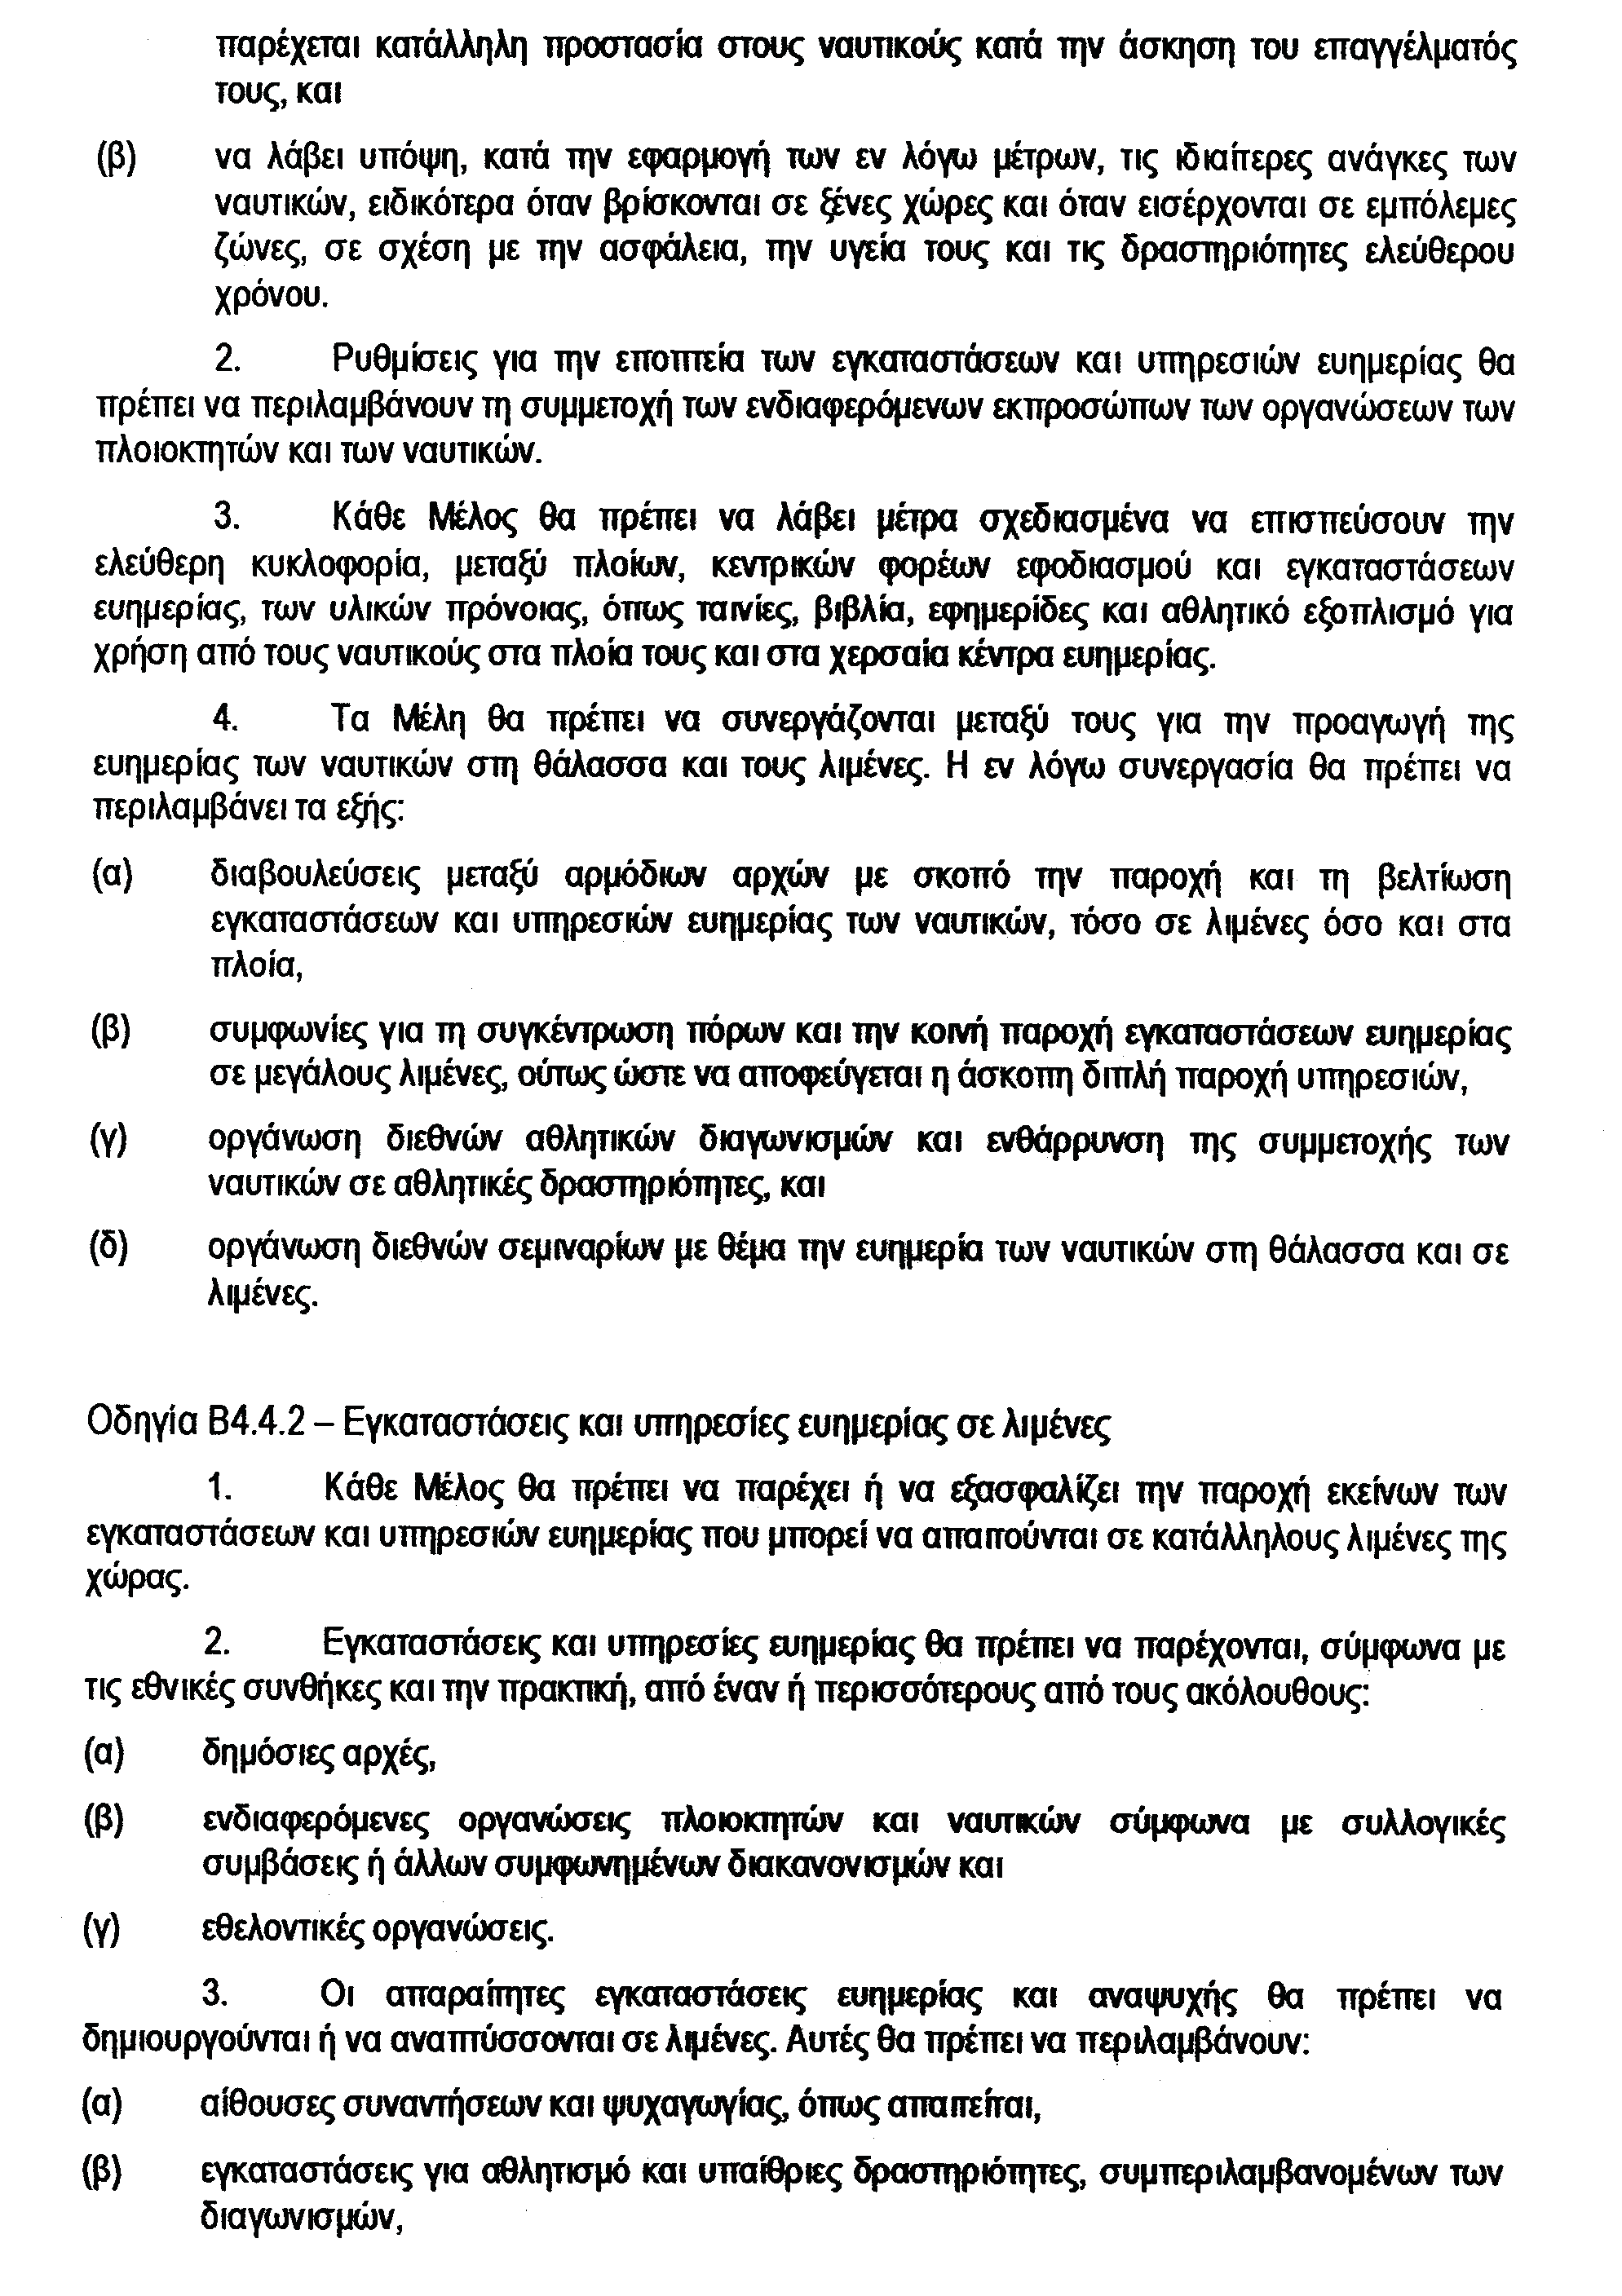 παρέχεται κατάλληλη προστασία στους ναυτικούς κατά την άσκηση του επαγγέλματός
τους, και
(β) να λάβει υπόψη, κατά την εφαρμογή των εν λόγω μέτρων, τις ιδιαίτερες ανάγκες των
ναυτικών, ειδικότερα όταν βρίσκονται σε ξένες χώρες και όταν εισέρχονται σε εμπόλεμες
ζώνες, σε σχέση με την ασφάλεια, την υγεία τους και τις δραστηριότητες ελεύθερου
χρόνου.
2. Ρυθμίσεις για την εποπτεία των εγκαταστάσεων και υπηρεσιών ευημερίας θα
πρέπει να περιλαμβάνουν τη συμμετοχή των ενδιαφερόμενων εκπροσώπων των οργανώσεων των
πλοιοκτητών και των ναυτικών.
3. Κάθε Μέλος θα πρέπει να λάβει μέτρα σχεδιασμένα να επισπεύσουν την
ελεύθερη κυκλοφορία, μεταξύ πλοίων, κεντρικών φορέων εφοδιασμού και εγκαταστάσεων
ευημερίας, των υλικών πρόνοιας, όπως ταινίες, βιβλία, εφημερίδες και αθλητικό εξοπλισμό για
χρήση από τους ναυτικούς στα πλοία τους και στα χερσαία κέντρα ευημερίας.
4. Τα Μέλη θα πρέπει να συνεργάζονται μεταξύ τους για την προαγωγή της
ευημερίας των ναυτικών στη θάλασσα και τους λιμένες. Η εν λόγω συνεργασία θα πρέπει να
περιλαμβάνει τα εξής:
(α) διαβουλεύσεις μεταξύ αρμόδιων αρχών με σκοπό την παροχή και τη βελτίωση
εγκαταστάσεων και υπηρεσιών ευημερίας των ναυτικών, τόσο σε λιμένες όσο και στα
πλοία,
(β) συμφωνίες για τη συγκέντρωση πόρων και την κοινή παροχή εγκαταστάσεων ευημερίας
σε μεγάλους λιμένες, ούτως ώστε να αποφεύγεται η άσκοπη διπλή παροχή υπηρεσιών,
(γ) οργάνωση διεθνών αθλητικών διαγωνισμών και ενθάρρυνση της συμμετοχής των
ναυτικών σε αθλητικές δραστηριότητες, και
(δ) οργάνωση διεθνών σεμιναρίων με θέμα την ευημερία των ναυτικών στη θάλασσα και σε
λιμένες.
Οδηγία Β4.4.2 – Εγκαταστάσεις και υπηρεσίες ευημερίας σε λιμένες
1. Κάθε Μέλος θα πρέπει να παρέχει ή να εξασφαλίζει την παροχή εκείνων των
εγκαταστάσεων και υπηρεσιών ευημερίας που μπορεί να απαιτούνται σε κατάλληλους λιμένες της
χώρας.
2. Εγκαταστάσεις και υπηρεσίες ευημερίας θα πρέπει να παρέχονται, σύμφωνα με
τις εθνικές συνθήκες και την πρακτική, από έναν ή περισσότερους από τους ακόλουθους:
(α) δημόσιες αρχές,
(β) ενδιαφερόμενες οργανώσεις πλοιοκτητών και ναυτικών σύμφωνα με συλλογικές
συμβάσεις ή άλλων συμφωνημένων διακανονισμών και
(γ) εθελοντικές οργανώσεις.
3. Οι απαραίτητες εγκαταστάσεις ευημερίας και αναψυχής θα πρέπει να
δημιουργούνται ή να αναπτύσσονται σε λιμένες. Αυτές θα πρέπει να περιλαμβάνουν:
(α) αίθουσες συναντήσεων και ψυχαγωγίας, όπως απαιτείται,
(β) εγκαταστάσεις για αθλητισμό και υπαίθριες δραστηριότητες, συμπεριλαμβανομένων των
διαγωνισμών,